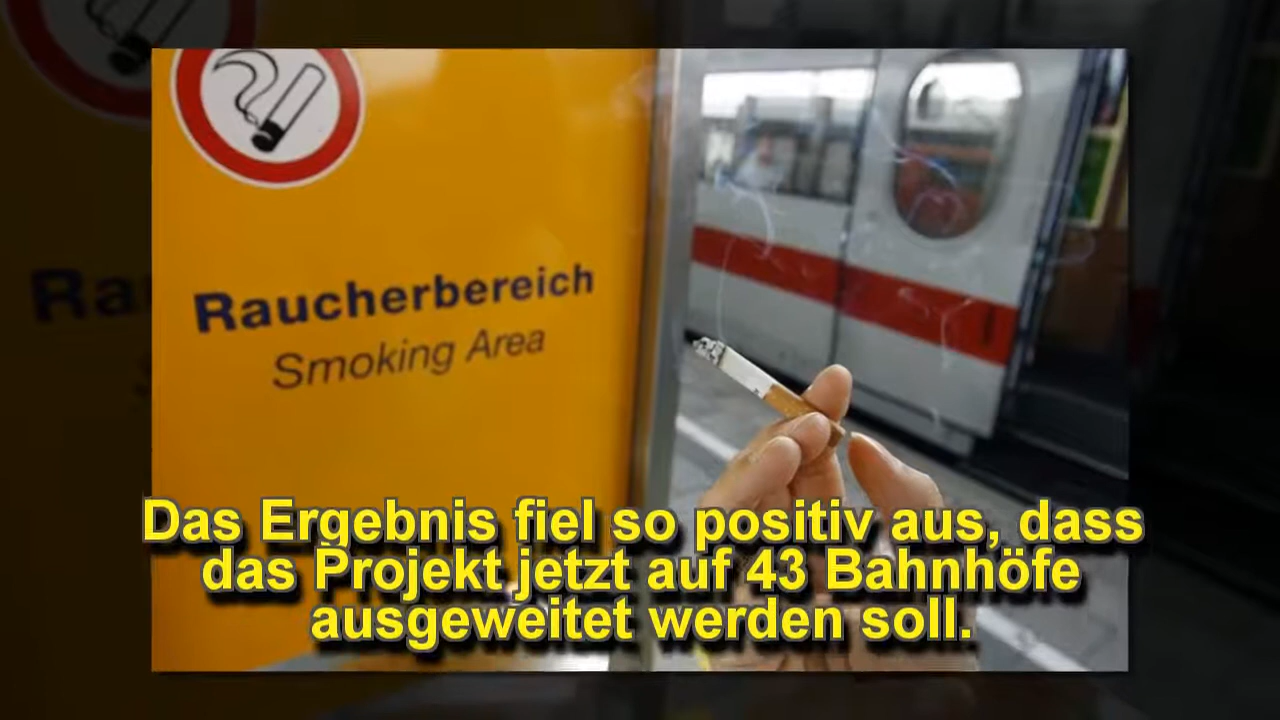 Raucherbereich
Smoking Area
Das Ergebnis fiel so positiv aus, dass
das Projekt jetzt auf 43 Bahnhöfe
ausgeweitet werden soll.